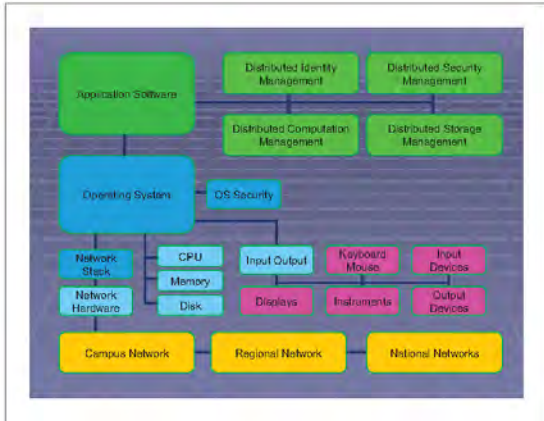 Distributed Identity
Management
Distributed Security
Management
Application Software
Distributed Computation
Management
Distributed Storage
Management
Operating System
OS Security
Network
Stack
CPU
Input Output
Keyboard
Mouse
Input
Devices
Memory
Network
Hardware
Disk
Displays
Instruments
Output
Devices
Campus Network
Regional Network
National Networks